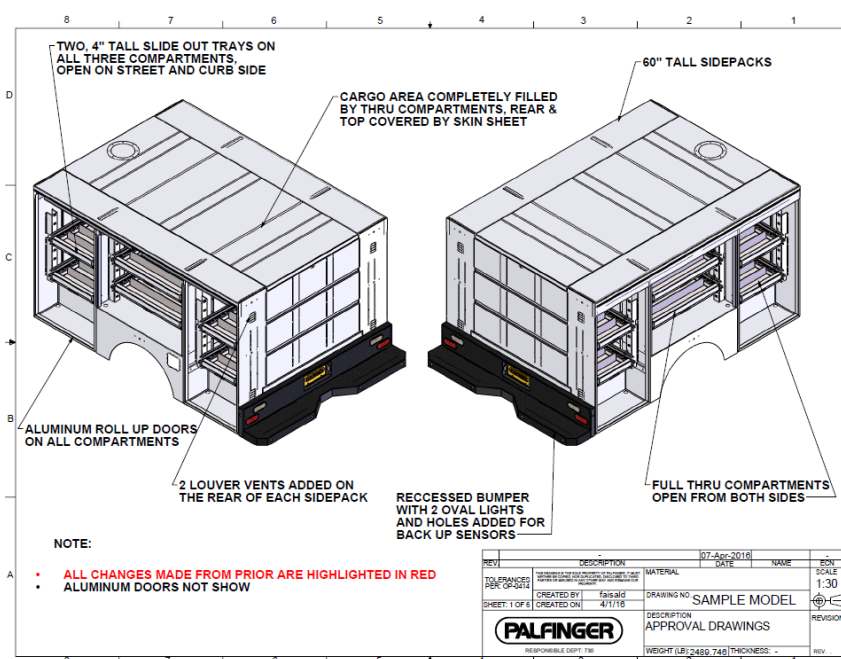 8 7 6 5 4 3 2 1
TWO, 4" TALL SLIDE OUT TRAYS ON
ALL THREE COMPARTMENTS,
OPEN ON STREET AND CURB SIDE
60" TALL SIDEPACKS
CARGO AREA COMPLETELY FILLED
BY THRU COMPARTMENTS, REAR &
TOP COVERED BY SKIN SHEET
D
C
B
A
ALUMINUM ROLL UP DOORS
ON ALL COMPARTMENTS
2 LOUVER VENTS ADDED ON
THE REAR OF EACH SIDEPACK
RECCESSED BUMPER
WITH 2 OVAL LIGHTS
AND HOLES ADDED FOR
BACK UP SENSORS
FULL THRU COMPARTMENTS
OPEN FROM BOTH SIDES
NOTE:
• ALL CHANGES MADE FROM PRIOR ARE HIGHLIGHTED IN RED
• ALUMINUM DOORS NOT SHOW
- 07-Apr-2016 -
REV. DESCRIPTION DATE NAME ECN
TOLERANCES
PER: OP-0414
MATERIAL
SCALE
1:30
CREATED BY faisald
DRAWING NO. SAMPLE MODEL
SHEET: 1 OF 6 CREATED ON 4/1/16
DESCRIPTION
APPROVAL DRAWINGS
REVISION
PALFINGER
RESPONSIBLE DEPT: 730
WEIGHT (LB): 2489.746 THICKNESS: -
REV.